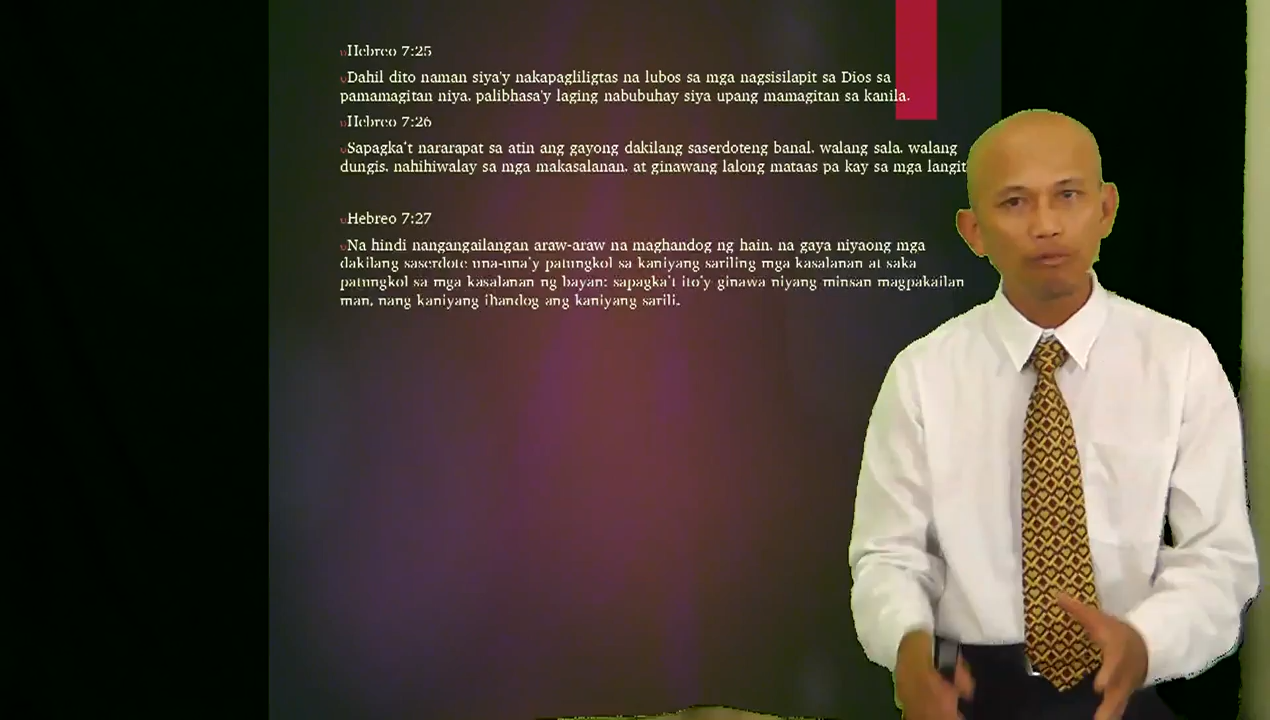 Hebreo 7:25
Dahil dito naman siya'y nakapagliligtas na lubos sa mga nagsisilapit sa Dios sa
pamamagitan niya, palibhasa'y laging nabubuhay siya upang mamagitan sa kanila.
Hebreo 7:26
Sapagka't nararapat sa atin ang gayong dakilang saserdoteng banal, walang sala, walang
dungis, nahihiwalay sa mga makasalanan, at ginawang lalong mataas pa kay sa mga langit
Hebreo 7:27
Na hindi nangangailangan araw-araw na maghandog ng hain, na gaya niyaong mga
dakilang saserdote una-una'y patungkol sa kaniyang sariling mga kasalanan at saka
patungkol sa mga kasalanan ng bayan: sapagka't ito'y ginawa niyang minsan magpakailan
man, nang kaniyang ihandog ang kaniyang sarili.